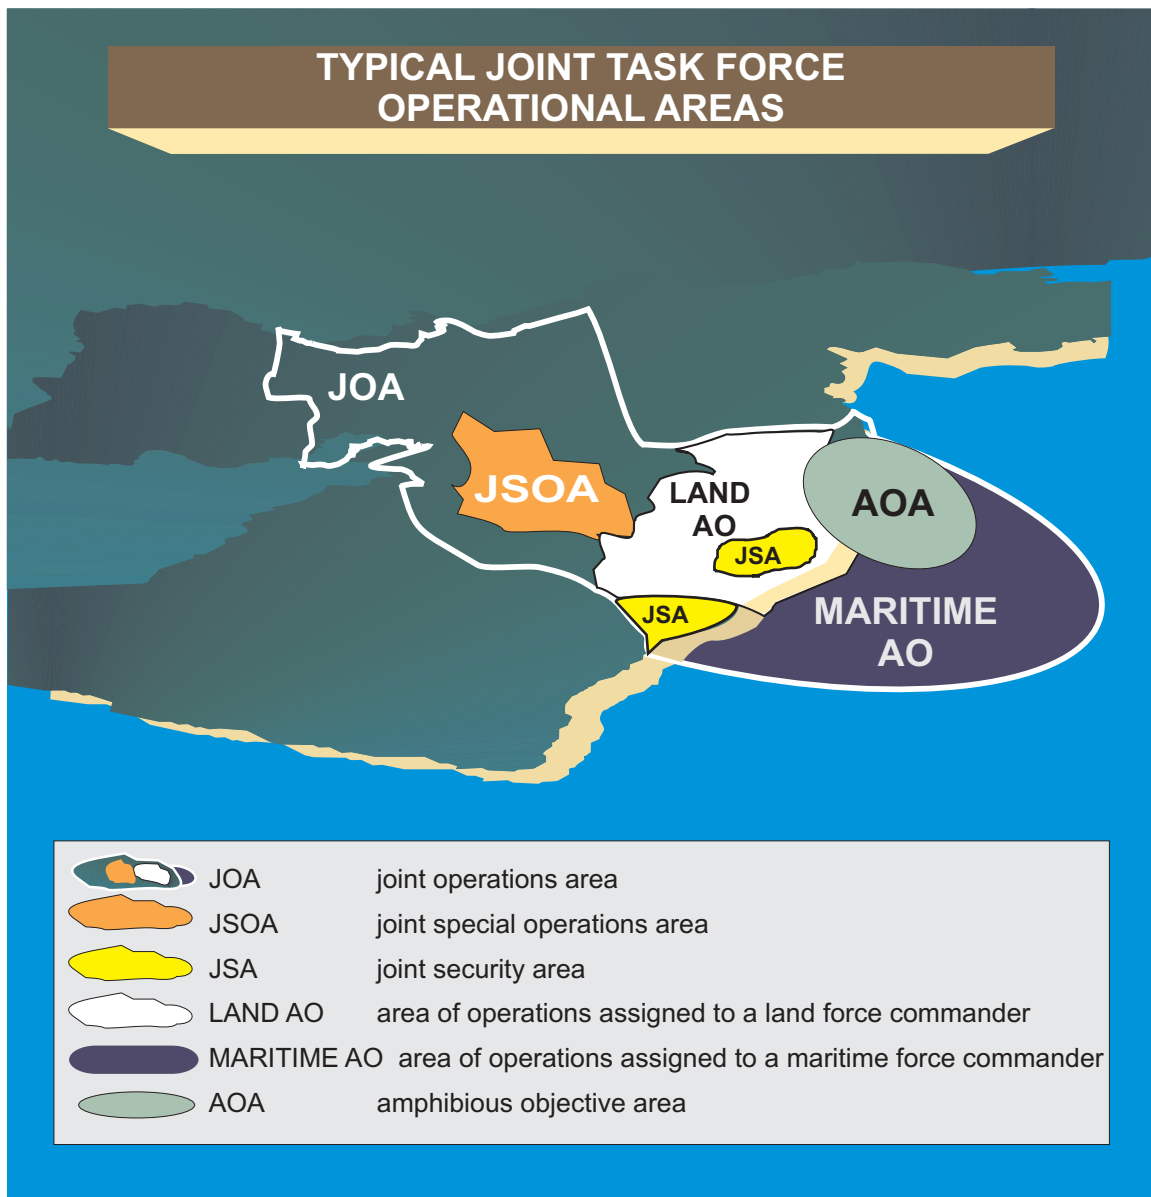 TYPICAL JOINT TASK FORCE
OPERATIONAL AREAS
JOA
JSOA
LAND
AO
AOA
JSA
JSA
MARITIME
AO
JOA joint operations area
JSOA joint special operations area
JSA joint security area
LAND AO area of operations assigned to a land force commander
MARITIME AO area of operations assigned to a maritime force commander
AOA amphibious objective area